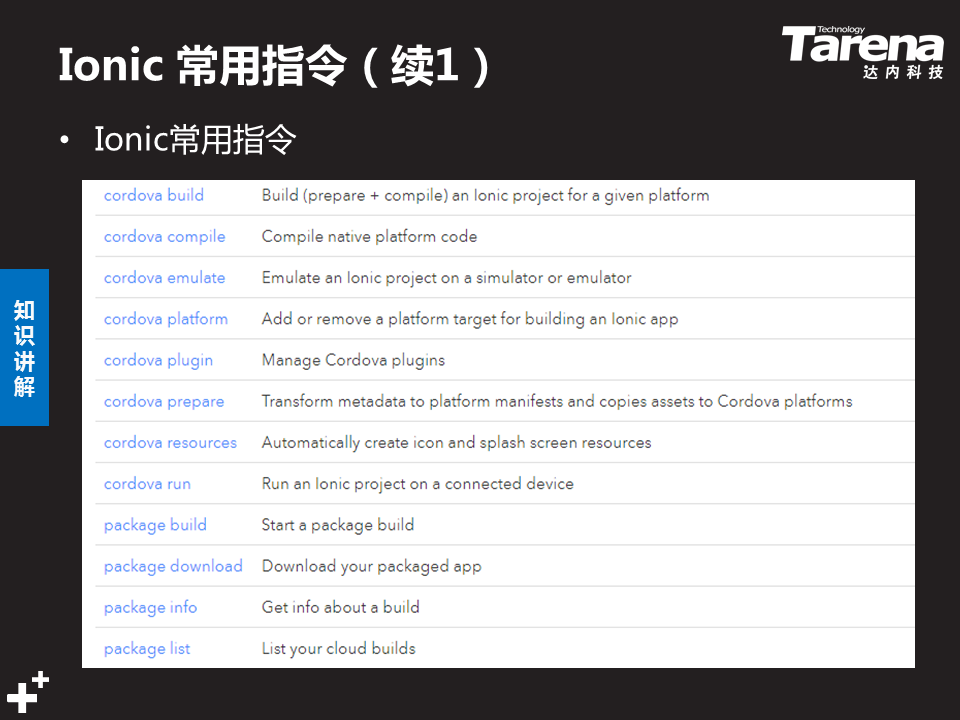 Ionic 常用指令（续1）
Technology
Tarena
达内科技
• Ionic常用指令
cordova build Build (prepare + compile) an Ionic project for a given platform
cordova compile Compile native platform code
cordova emulate Emulate an Ionic project on a simulator or emulator
cordova platform Add or remove a platform target for building an Ionic app
cordova plugin Manage Cordova plugins
cordova prepare Transform metadata to platform manifests and copies assets to Cordova platforms
cordova resources Automatically create icon and splash screen resources
cordova run Run an Ionic project on a connected device
package build Start a package build
package download Download your packaged app
package info Get info about a build
package list List your cloud builds
知识讲解